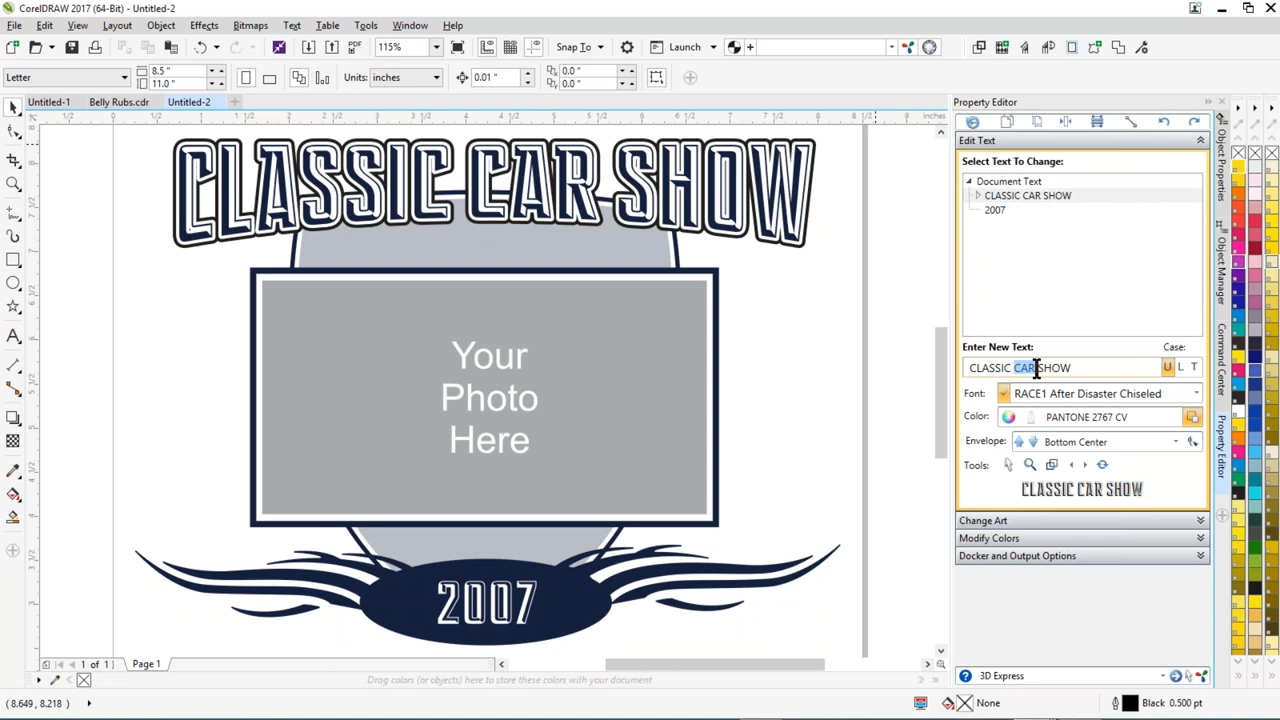 CorelDRAW 2017 (64-Bit) - Untitled-2
File Edit View Layout Object Effects Bitmaps Text Table Tools Window Help
115% Snap To Launch
Letter 8.5 " 11.0 " Units: inches 0.01 " 0.0 " 0.0 "
Untitled-1 Belly Rubs.cdr Untitled-2
inches
CLASSIC CAR SHOW
Your
Photo
Here
2007
Property Editor
Edit Text
Select Text To Change:
Document Text
CLASSIC CAR SHOW
2007
Enter New Text: Case:
CLASSIC CAR SHOW U L T
Font: RACE1 After Disaster Chiseled
Color: PANTONE 2767 CV
Envelope: Bottom Center
Tools:
CLASSIC CAR SHOW
Change Art
Modify Colors
Docker and Output Options
3D Express
Object Properties
Object Manager
Command Center
Property Editor
1 of 1 Page 1
Drag colors (or objects) here to store these colors with your document
(8.649, 8.218) None Black 0.500 pt